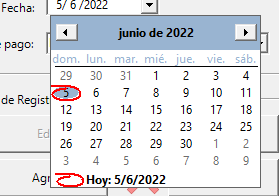 Fecha: 5/ 6/2022
junio de 2022
e pago:
dom. lun. mar. mié. jue. vie. sáb.
29 30 31 1 2 3 4
5 6 7 8 9 10 11
de Regist
12 13 14 15 16 17 18
19 20 21 22 23 24 25
Ed
26 27 28 29 30 1 2
3 4 5 6 7 8 9
Agr
Hoy: 5/6/2022